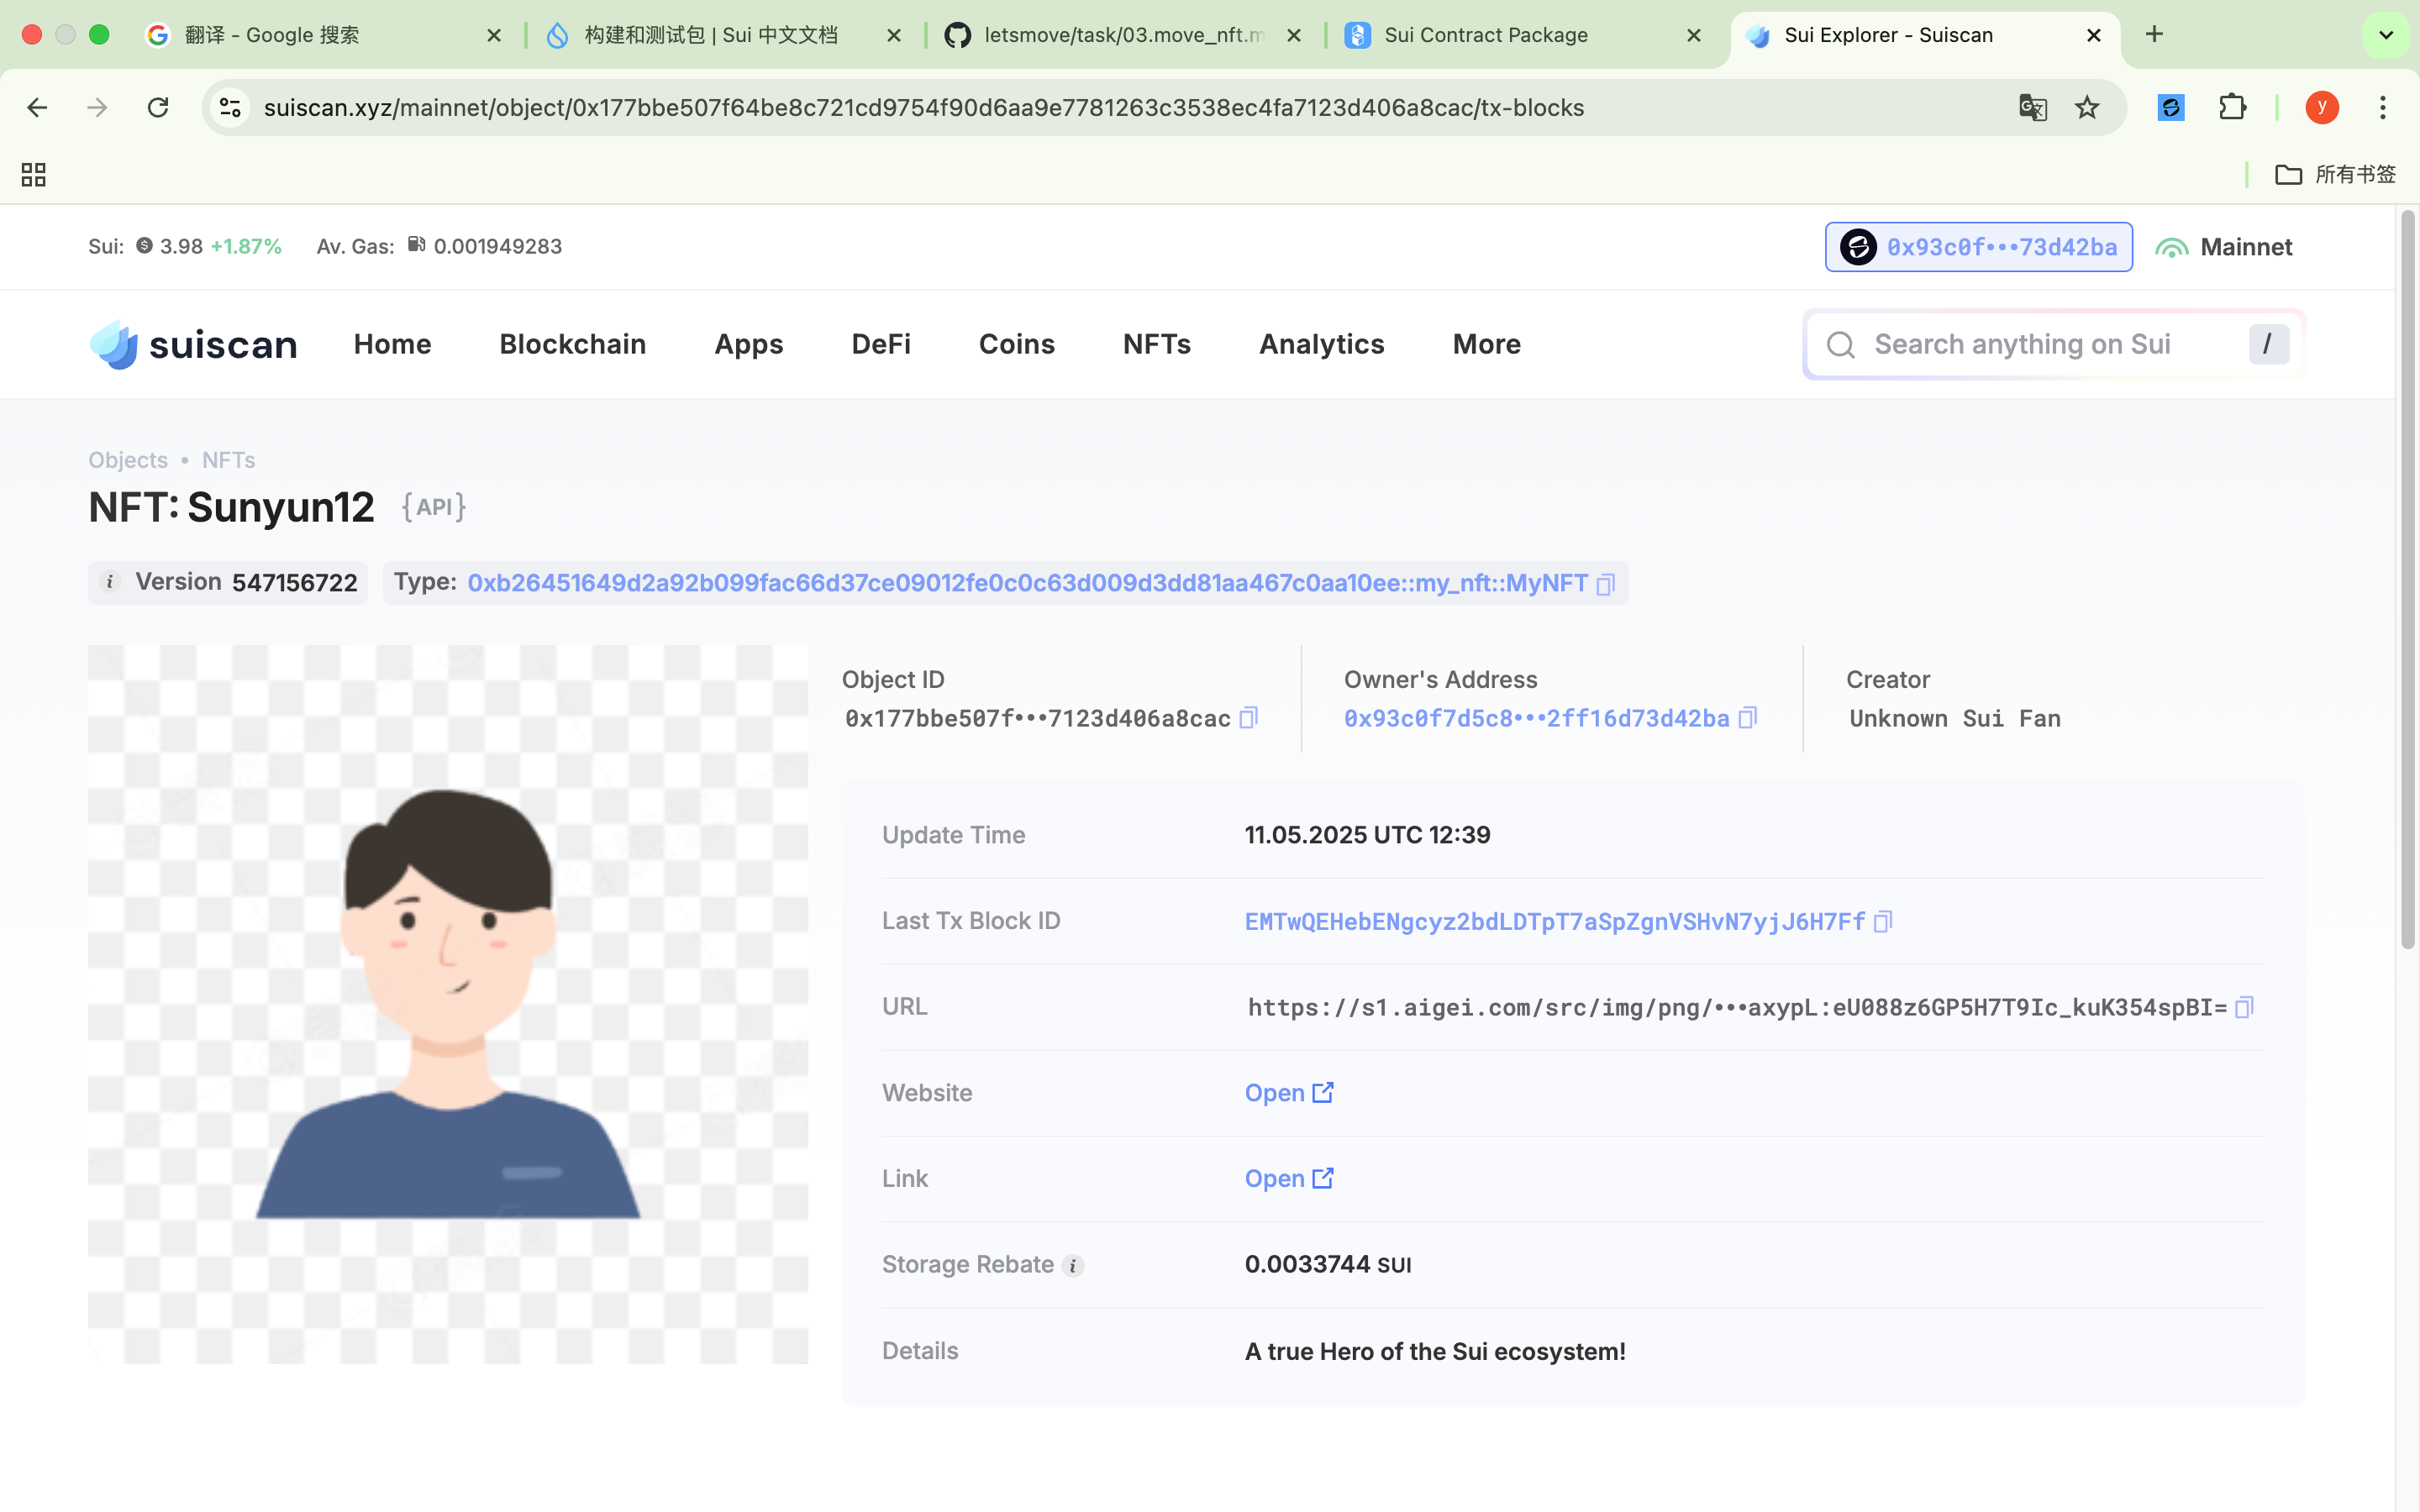 翻译 - Google 搜索
构建和测试包 | Sui 中文文档
letsmove/task/03.move_nft.m
Sui Contract Package
Sui Explorer - Suiscan
suiscan.xyz/mainnet/object/0x177bbe507f64be8c721cd9754f90d6aa9e7781263c3538ec4fa7123d406a8cac/tx-blocks
y
所有书签
Sui: 3.98 +1.87% Av. Gas: 0.001949283
0x93c0f•••73d42ba
Mainnet
suiscan
Home Blockchain Apps DeFi Coins NFTs Analytics More
Search anything on Sui /
Objects • NFTs
NFT: Sunyun12 {API}
i Version 547156722 Type: 0xb26451649d2a92b099fac66d37ce09012fe0c0c63d009d3dd81aa467c0aa10ee::my_nft::MyNFT
Object ID
0x177bbe507f•••7123d406a8cac
Owner's Address
0x93c0f7d5c8•••2ff16d73d42ba
Creator
Unknown Sui Fan
Update Time 11.05.2025 UTC 12:39
Last Tx Block ID EMTwQEHebENgcyz2bdLDTpT7aSpZgnVSHvN7yjJ6H7Ff
URL https://s1.aigei.com/src/img/png/•••axypL:eU088z6GP5H7T9Ic_kuK354spBI=
Website Open
Link Open
Storage Rebate i 0.0033744 SUI
Details A true Hero of the Sui ecosystem!